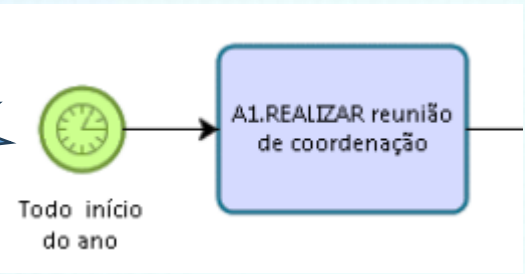 A1.REALIZAR reunião
de coordenação
Todo início
do ano